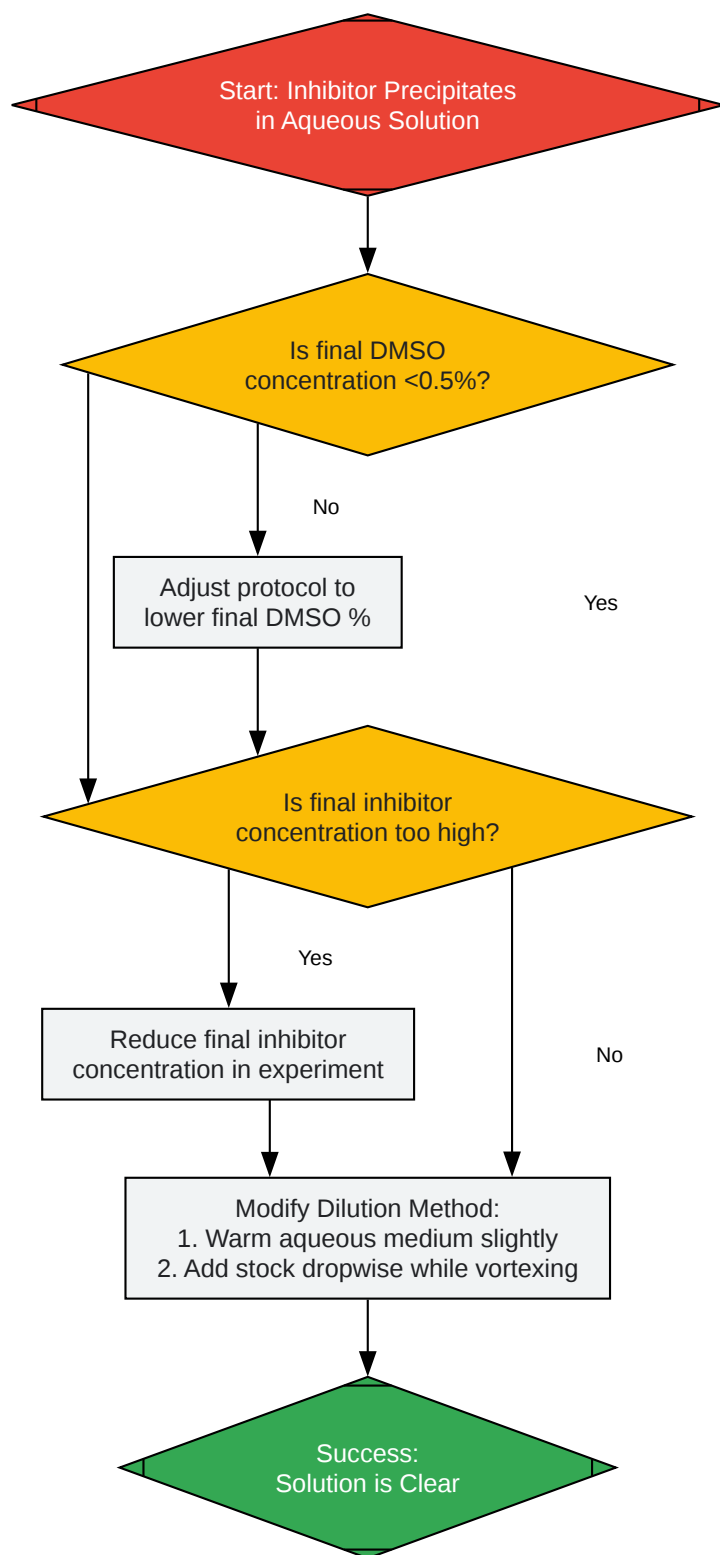 Start: Inhibitor Precipitates
in Aqueous Solution
Is final DMSO
concentration <0.5%?
No
Adjust protocol to
lower final DMSO %
Yes
Is final inhibitor
concentration too high?
Yes
Reduce final inhibitor
concentration in experiment
No
Modify Dilution Method:
1. Warm aqueous medium slightly
2. Add stock dropwise while vortexing
Success:
Solution is Clear